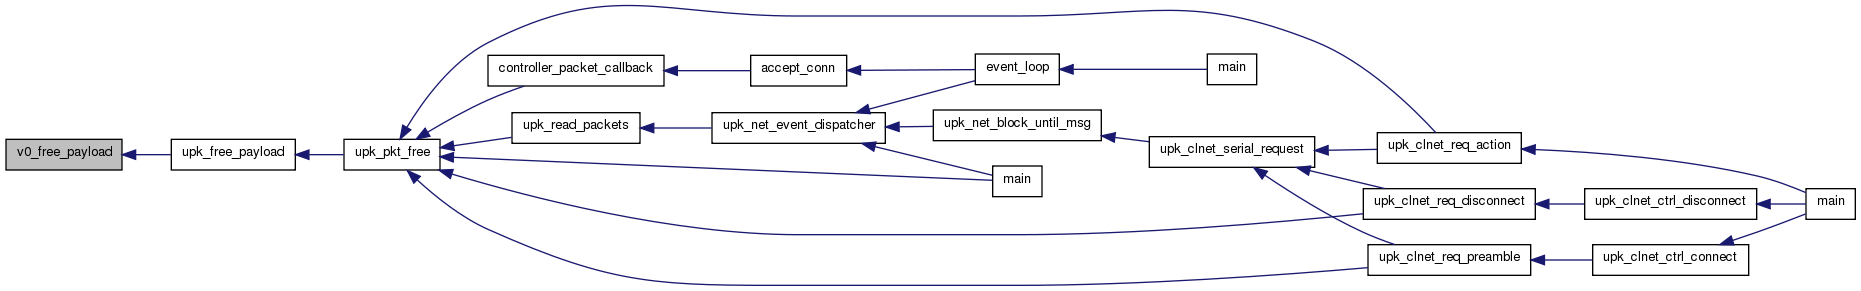 v0_free_payload
upk_free_payload
upk_pkt_free
controller_packet_callback
accept_conn
event_loop
main
upk_read_packets
upk_net_event_dispatcher
upk_net_block_until_msg
main
upk_clnet_serial_request
upk_clnet_req_action
upk_clnet_req_disconnect
upk_clnet_ctrl_disconnect
main
upk_clnet_req_preamble
upk_clnet_ctrl_connect